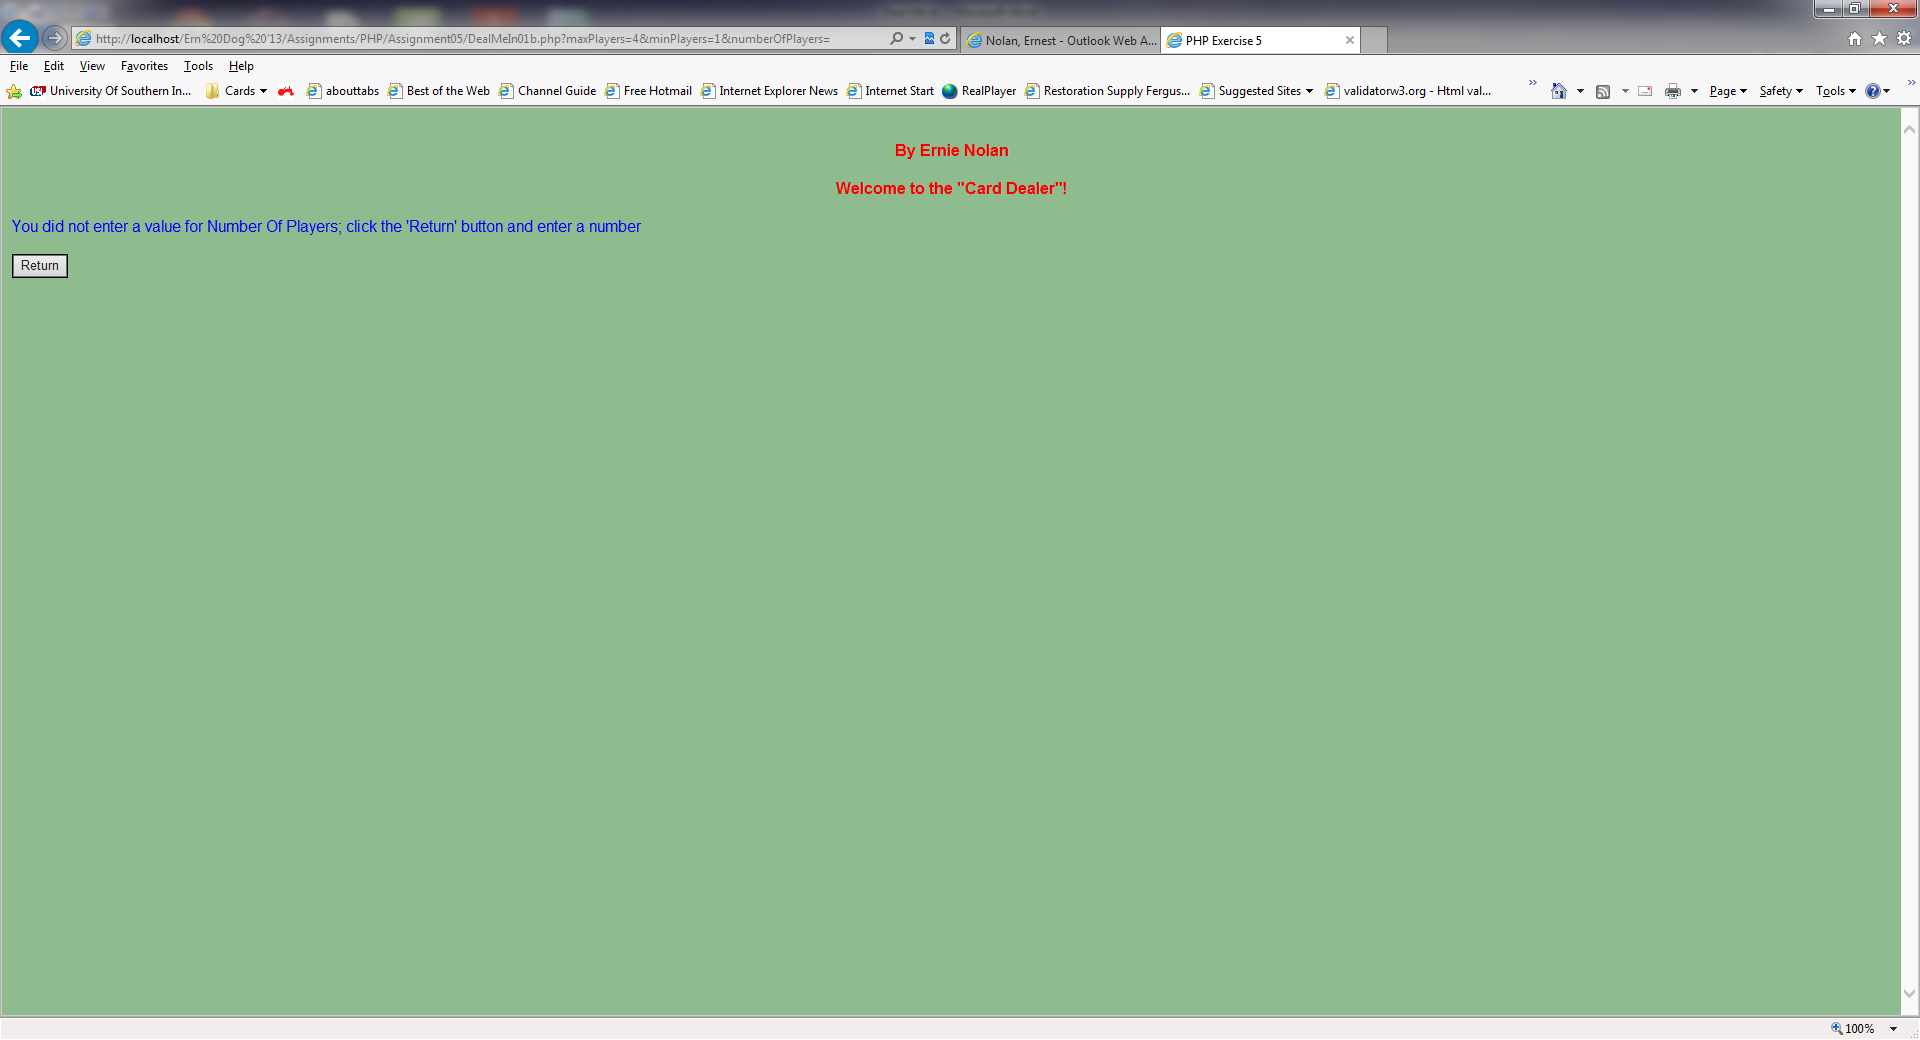 http://localhost/Ern%20Dog%20'13/Assignments/PHP/Assignment05/DealMeIn01b.php?maxPlayers=4&minPlayers=1&numberOfPlayers=
Nolan, Ernest - Outlook Web A...
PHP Exercise 5
File Edit View Favorites Tools Help
University Of Southern In... Cards abouttabs Best of the Web Channel Guide Free Hotmail Internet Explorer News Internet Start RealPlayer Restoration Supply Fergus... Suggested Sites validatorw3.org - Html val... Page Safety Tools
By Ernie Nolan
Welcome to the "Card Dealer"!
You did not enter a value for Number Of Players; click the 'Return' button and enter a number
Return
100%